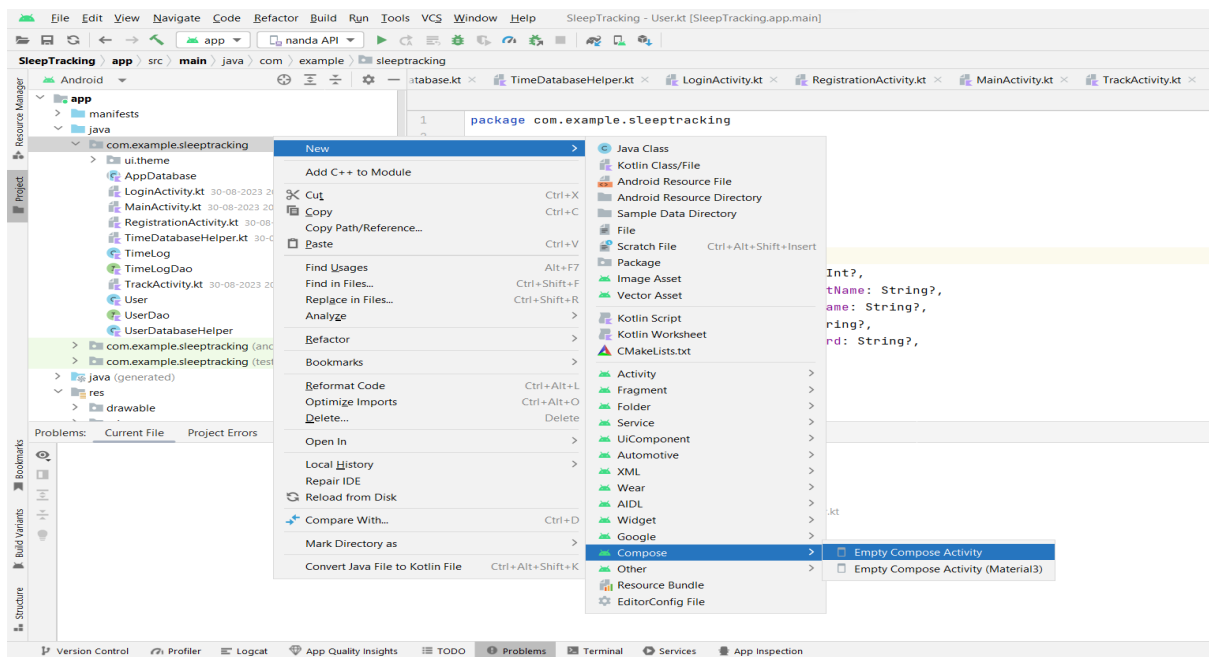 File Edit View Navigate Code Refactor Build Run Tools VCS Window Help SleepTracking - User.kt [SleepTracking.app.main]
app nanda API
SleepTracking app src main java com example sleeptracking
Android
atabase.kt TimeDatabaseHelper.kt LoginActivity.kt RegistrationActivity.kt MainActivity.kt TrackActivity.kt
Resource Manager
Project
Bookmarks
Build Variants
Structure
app
manifests
java
com.example.sleeptracking
ui.theme
AppDatabase
LoginActivity.kt 30-08-2023 20
MainActivity.kt 30-08-2023 20
RegistrationActivity.kt 30-08-
TimeDatabaseHelper.kt 30-0
TimeLog
TimeLogDao
TrackActivity.kt 30-08-2023 20
User
UserDao
UserDatabaseHelper
com.example.sleeptracking (and
com.example.sleeptracking (test
java (generated)
res
drawable
1 package com.example.sleeptracking
Int?,
tName: String?,
ame: String?,
ring?,
rd: String?,
New
Add C++ to Module
Cut Ctrl+X
Copy Ctrl+C
Copy Path/Reference...
Paste Ctrl+V
Find Usages Alt+F7
Find in Files... Ctrl+Shift+F
Replace in Files... Ctrl+Shift+R
Analyze
Refactor
Bookmarks
Reformat Code Ctrl+Alt+L
Optimize Imports Ctrl+Alt+O
Delete... Delete
Open In
Local History
Repair IDE
Reload from Disk
Compare With... Ctrl+D
Mark Directory as
Convert Java File to Kotlin File Ctrl+Alt+Shift+K
Java Class
Kotlin Class/File
Android Resource File
Android Resource Directory
Sample Data Directory
File
Scratch File Ctrl+Alt+Shift+Insert
Package
Image Asset
Vector Asset
Kotlin Script
Kotlin Worksheet
CMakeLists.txt
Activity
Fragment
Folder
Service
UiComponent
Automotive
XML
Wear
AIDL
Widget
Google
Compose
Other
Resource Bundle
EditorConfig File
Empty Compose Activity
Empty Compose Activity (Material3)
.kt
Problems: Current File Project Errors
Version Control Profiler Logcat App Quality Insights TODO Problems Terminal Services App Inspection